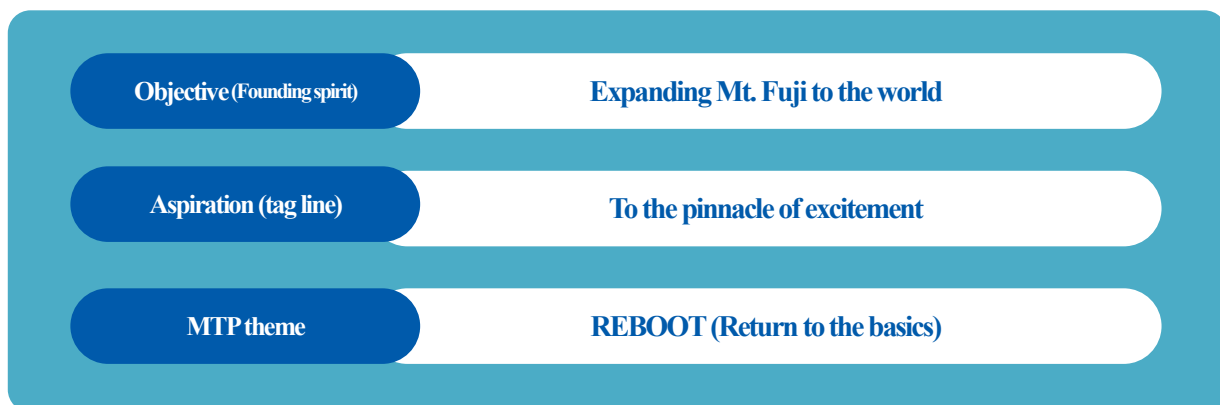 Objective (Founding spirit)
Expanding Mt. Fuji to the world
Aspiration (tag line)
To the pinnacle of excitement
MTP theme
REBOOT (Return to the basics)